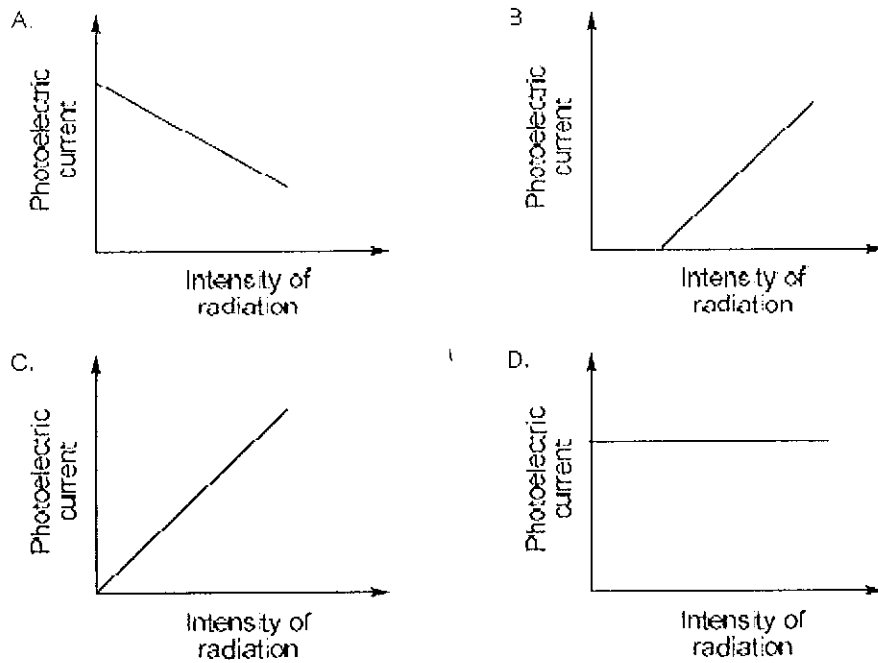 A.
Photoelectric
current
Intensity of
radiation
B
Photoelectric
current
Intensity of
radiation
C.
Photoelectric
current
Intensity of
radiation
D.
Photoelectric
current
Intensity of
radiation